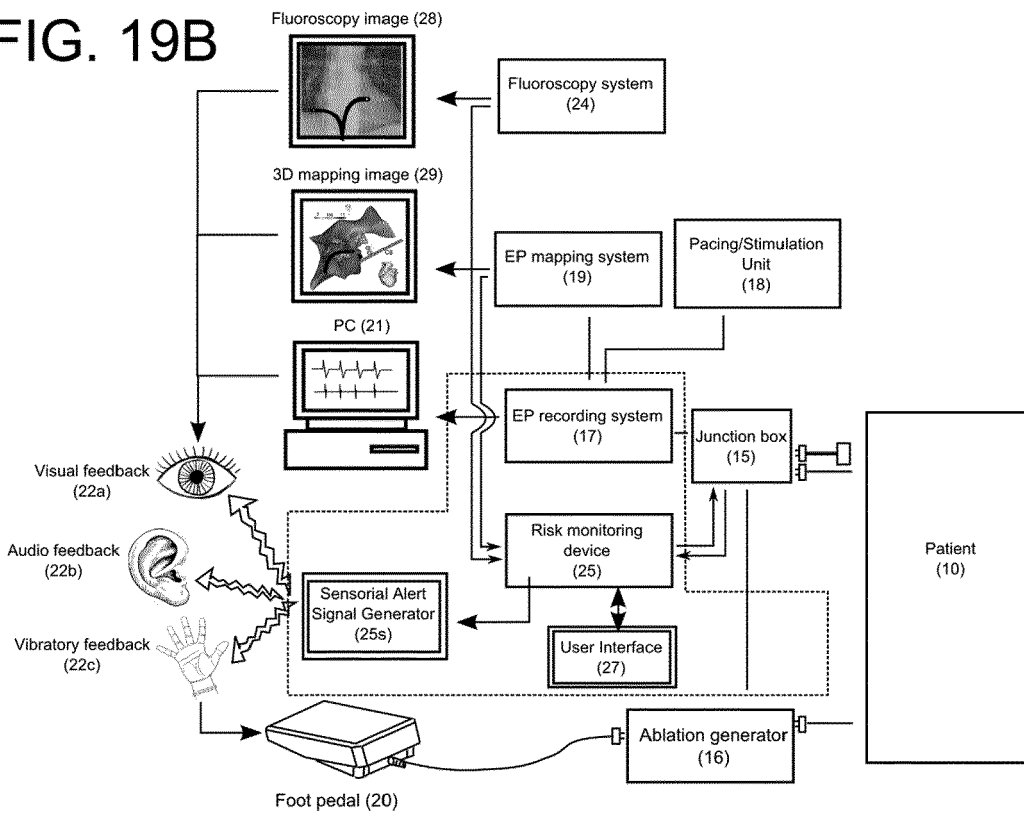 FIG. 19B
Fluoroscopy image (28)
Fluoroscopy system
(24)
3D mapping image (29)
EP mapping system
(19)
Pacing/Stimulation
Unit
(18)
PC (21)
EP recording system
(17)
Junction box
(15)
Visual feedback
(22a)
Audio feedback
(22b)
Vibratory feedback
(22c)
Risk monitoring
device
(25)
Sensorial Alert
Signal Generator
(25s)
User Interface
(27)
Patient
(10)
Ablation generator
(16)
Foot pedal (20)